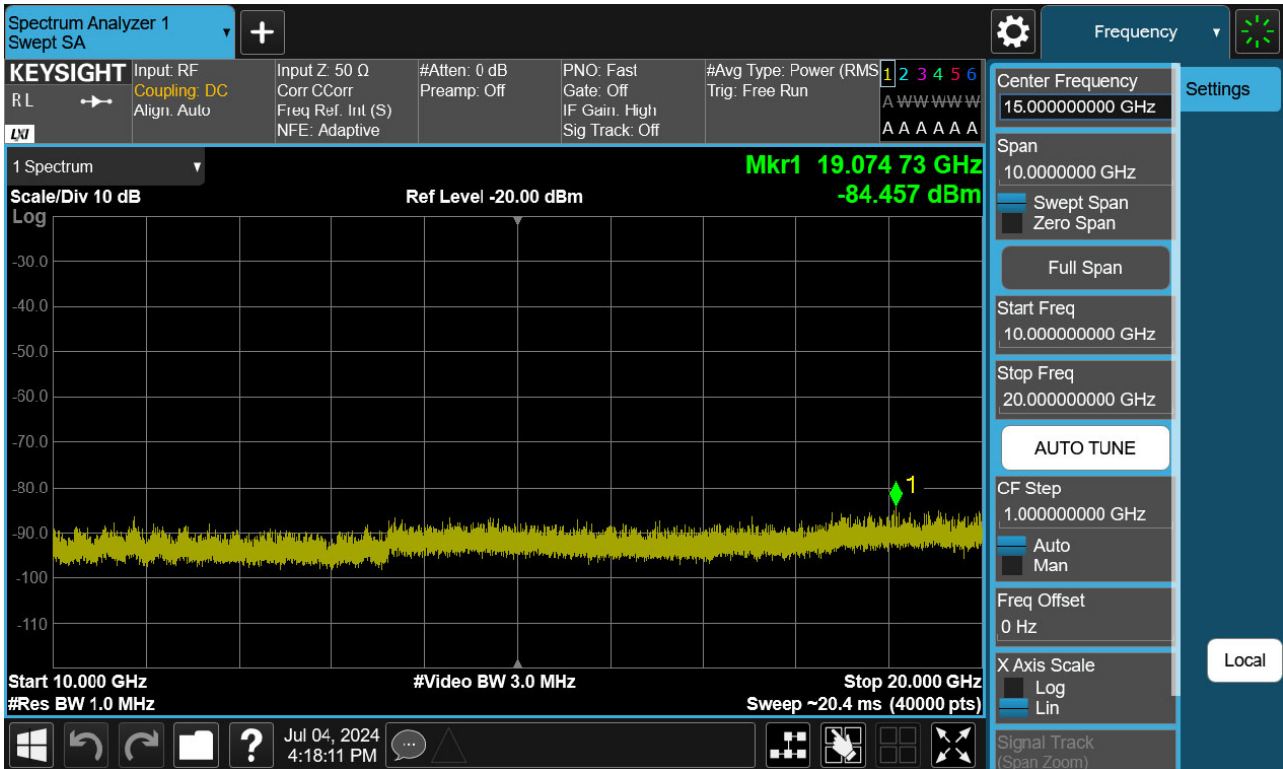 Spectrum Analyzer 1
Swept SA
+
Frequency
KEYSIGHT
R L
LXI
Input: RF
Coupling: DC
Align: Auto
Input Z: 50 Ω
Corr CCorr
Freq Ref: Int (S)
NFE: Adaptive
#Atten: 0 dB
Preamp: Off
PNO: Fast
Gate: Off
IF Gain: High
Sig Track: Off
#Avg Type: Power (RMS
Trig: Free Run
1 2 3 4 5 6
A W W W W W
A A A A A A
1 Spectrum
Scale/Div 10 dB
Ref Level -20.00 dBm
Mkr1 19.074 73 GHz
-84.457 dBm
Log
-30.0
-40.0
-50.0
-60.0
-70.0
-80.0
-90.0
-100
-110
1
Start 10.000 GHz
#Video BW 3.0 MHz
Stop 20.000 GHz
#Res BW 1.0 MHz
Sweep ~20.4 ms (40000 pts)
Center Frequency
15.000000000 GHz
Settings
Span
10.0000000 GHz
Swept Span
Zero Span
Full Span
Start Freq
10.000000000 GHz
Stop Freq
20.000000000 GHz
AUTO TUNE
CF Step
1.000000000 GHz
Auto
Man
Freq Offset
0 Hz
X Axis Scale
Log
Lin
Local
Signal Track
(Span Zoom)
?
Jul 04, 2024
4:18:11 PM